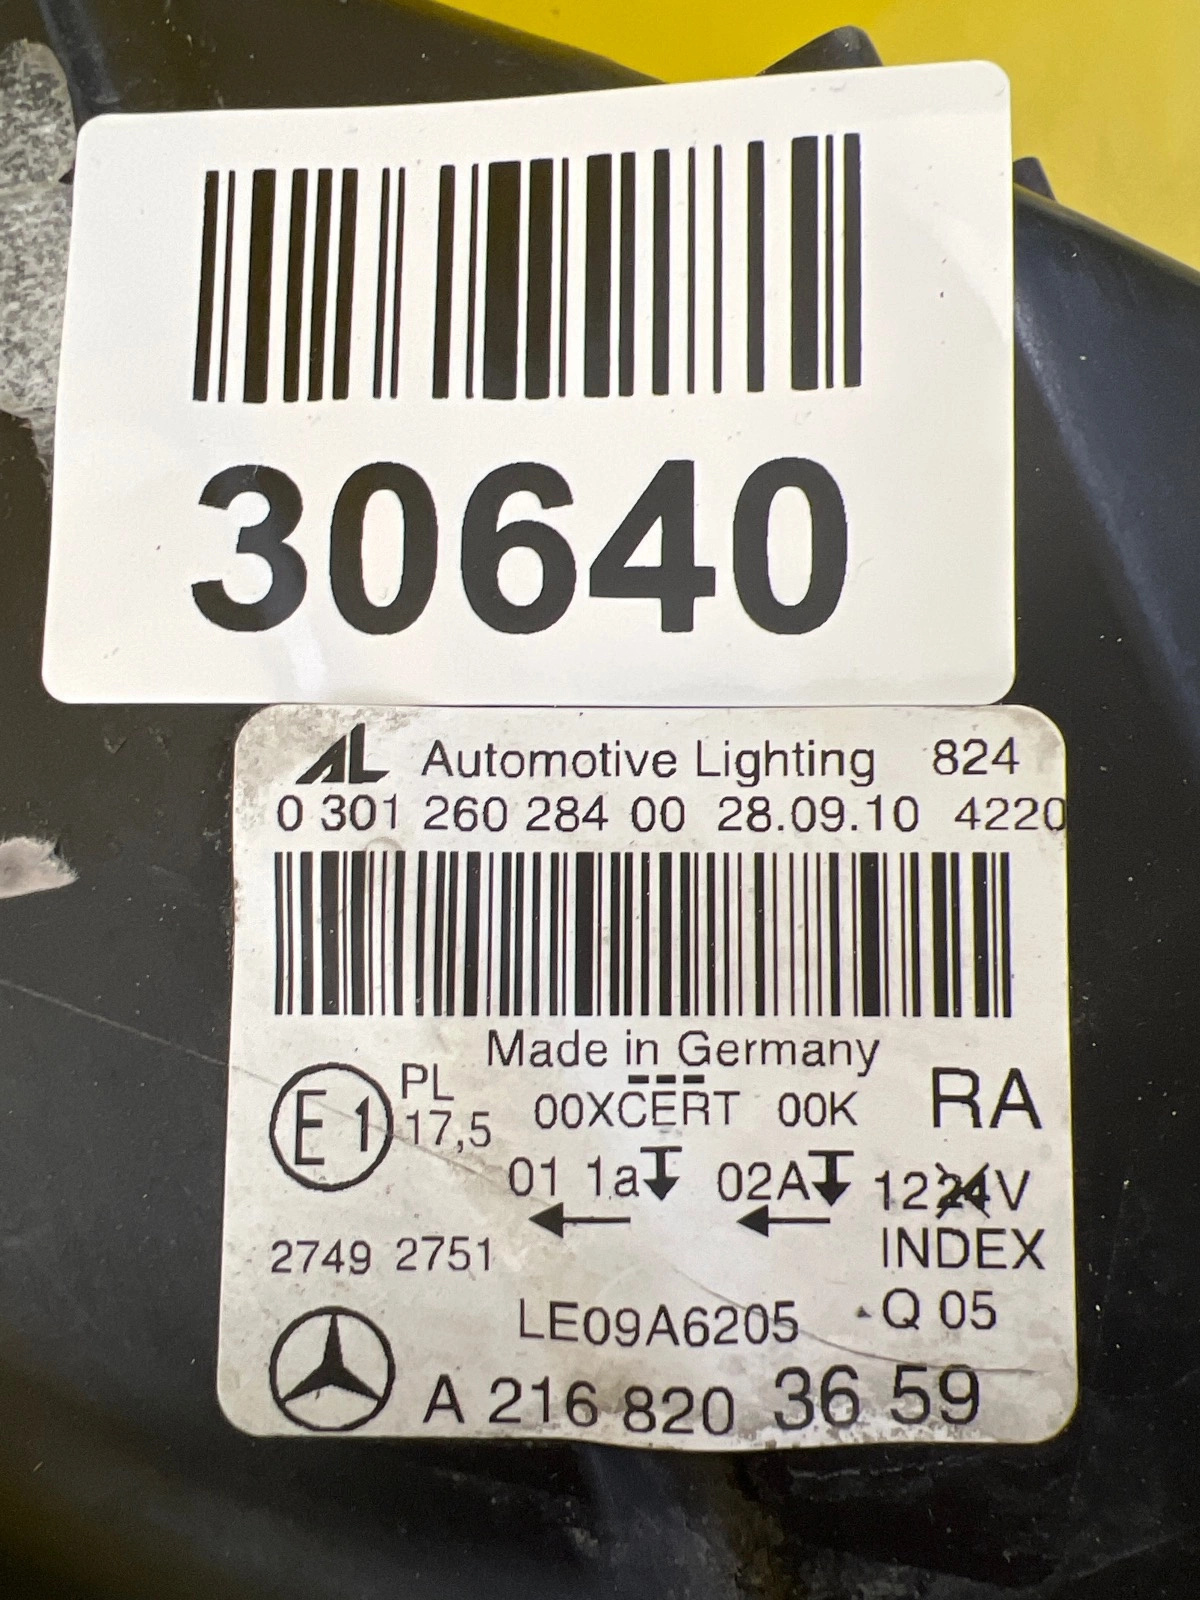 30640
AL Automotive Lighting 824
0 301 260 284 00 28.09.10 4220
Made in Germany
E1 PL 17,5 00XCERT 00K RA
01 1a 02A 1224V
2749 2751 INDEX
LE09A6205 Q 05
A 216 820 36 59